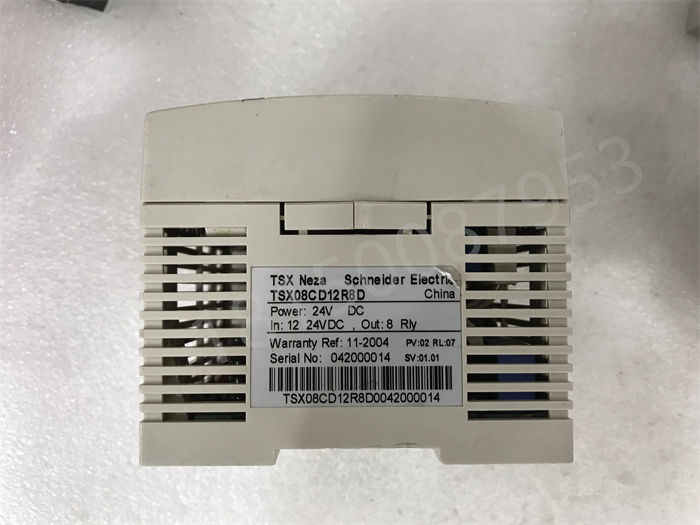 TSX Neza Schneider Electric
TSX08CD12R8D China
Power: 24V DC
In: 12 24VDC , Out: 8 Rly
Warranty Ref: 11-2004 PV:02 RL:07
Serial No: 042000014 SV:01.01
TSX08CD12R8D0042000014